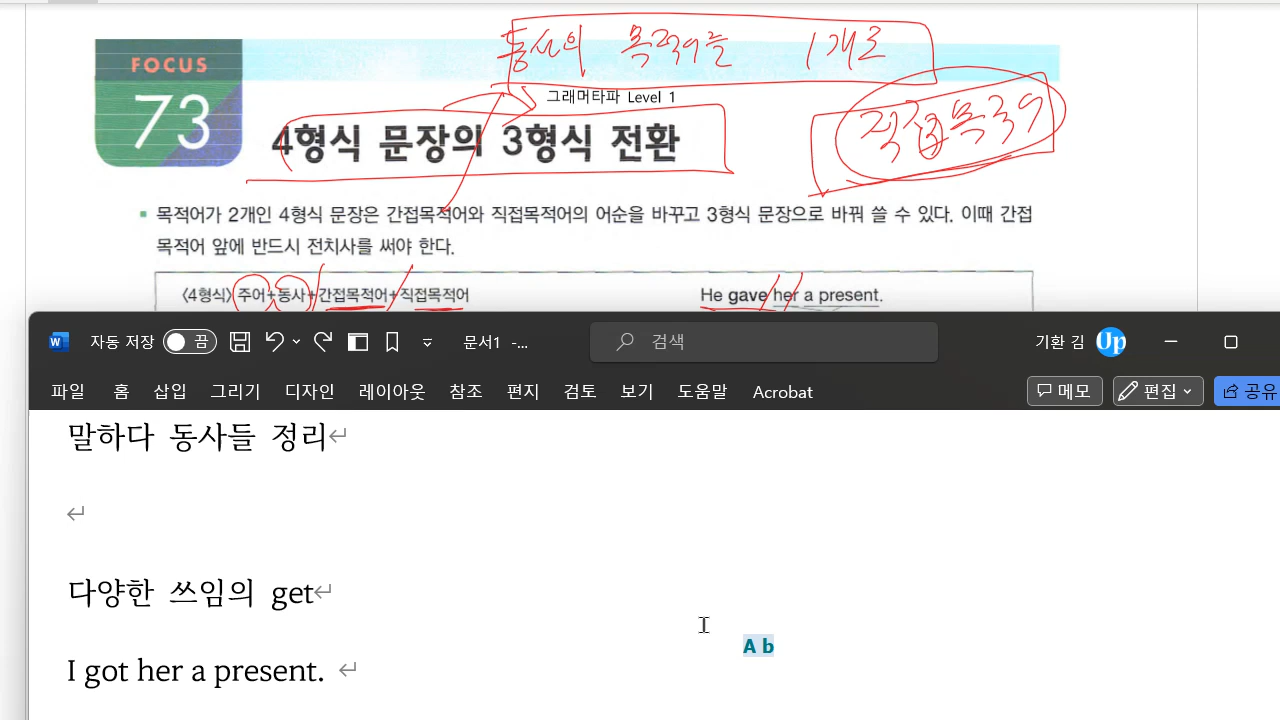 동사의 목적어를 1개로
FOCUS
73
그래머타파 Level 1
4형식 문장의 3형식 전환
직접목적어
목적어가 2개인 4형식 문장은 간접목적어와 직접목적어의 어순을 바꾸고 3형식 문장으로 바꿔 쓸 수 있다. 이때 간접
목적어 앞에 반드시 전치사를 써야 한다.
〈4형식〉 주어+동사+간접목적어+직접목적어 He gave her a present.
자동 저장 끔 문서1 -... 검색 기환 김 Up
파일 홈 삽입 그리기 디자인 레이아웃 참조 편지 검토 보기 도움말 Acrobat 메모 편집 공유
말하다 동사들 정리
다양한 쓰임의 get
A b
I got her a present.